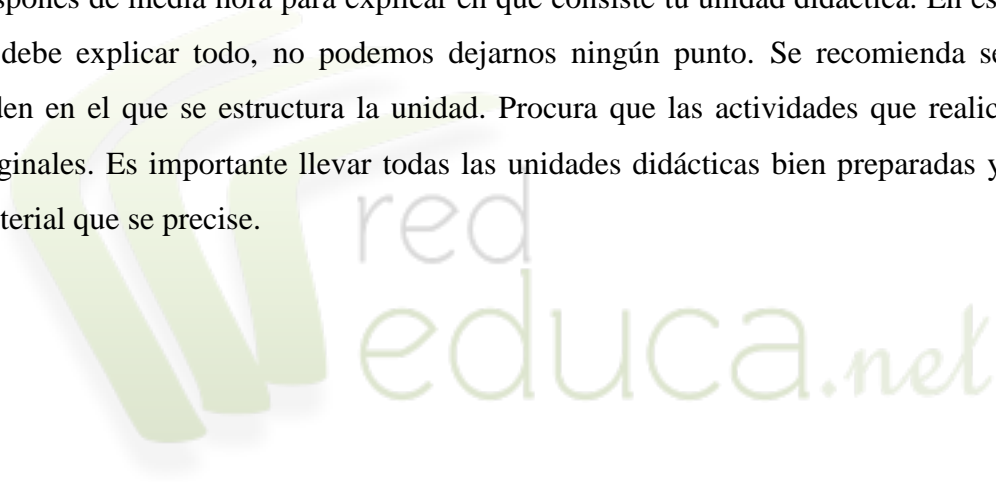 spones de media hora para explicar en qué consiste tu unidad didáctica. En es
debe explicar todo, no podemos dejarnos ningún punto. Se recomienda se
den en el que se estructura la unidad. Procura que las actividades que realic
ginales. Es importante llevar todas las unidades didácticas bien preparadas y
terial que se precise.
red
educa.net